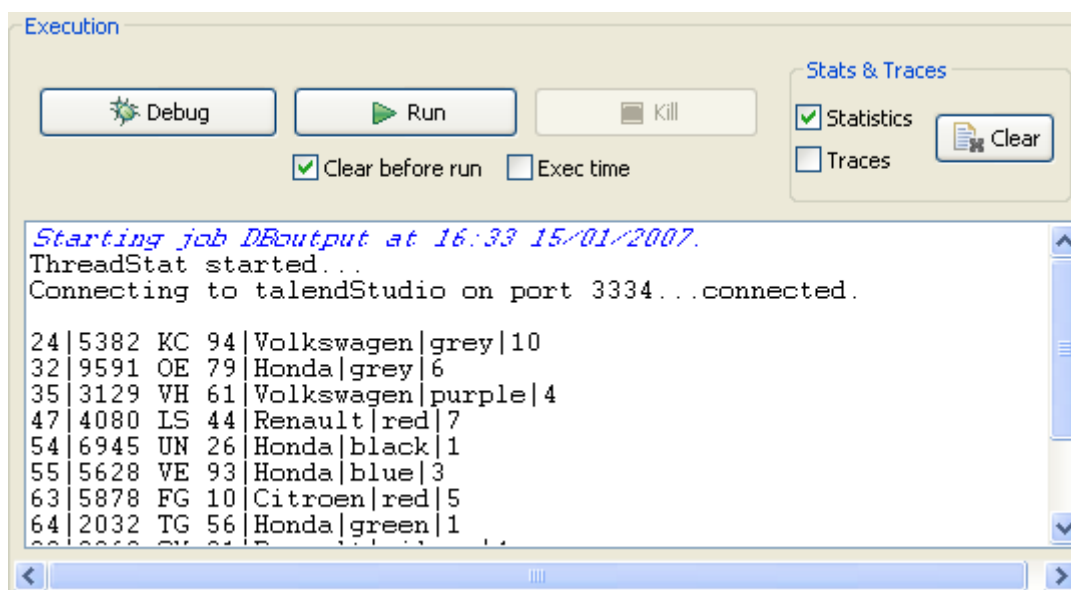 Execution
Stats & Traces
Debug
Run
Kill
Statistics
Clear
Clear before run
Exec time
Traces
Starting job DBoutput at 16:33 15/01/2007.
ThreadStat started...
Connecting to talendStudio on port 3334...connected.
24|5382 KC 94|Volkswagen|grey|10
32|9591 OE 79|Honda|grey|6
35|3129 VH 61|Volkswagen|purple|4
47|4080 LS 44|Renault|red|7
54|6945 UN 26|Honda|black|1
55|5628 VE 93|Honda|blue|3
63|5878 FG 10|Citroen|red|5
64|2032 TG 56|Honda|green|1